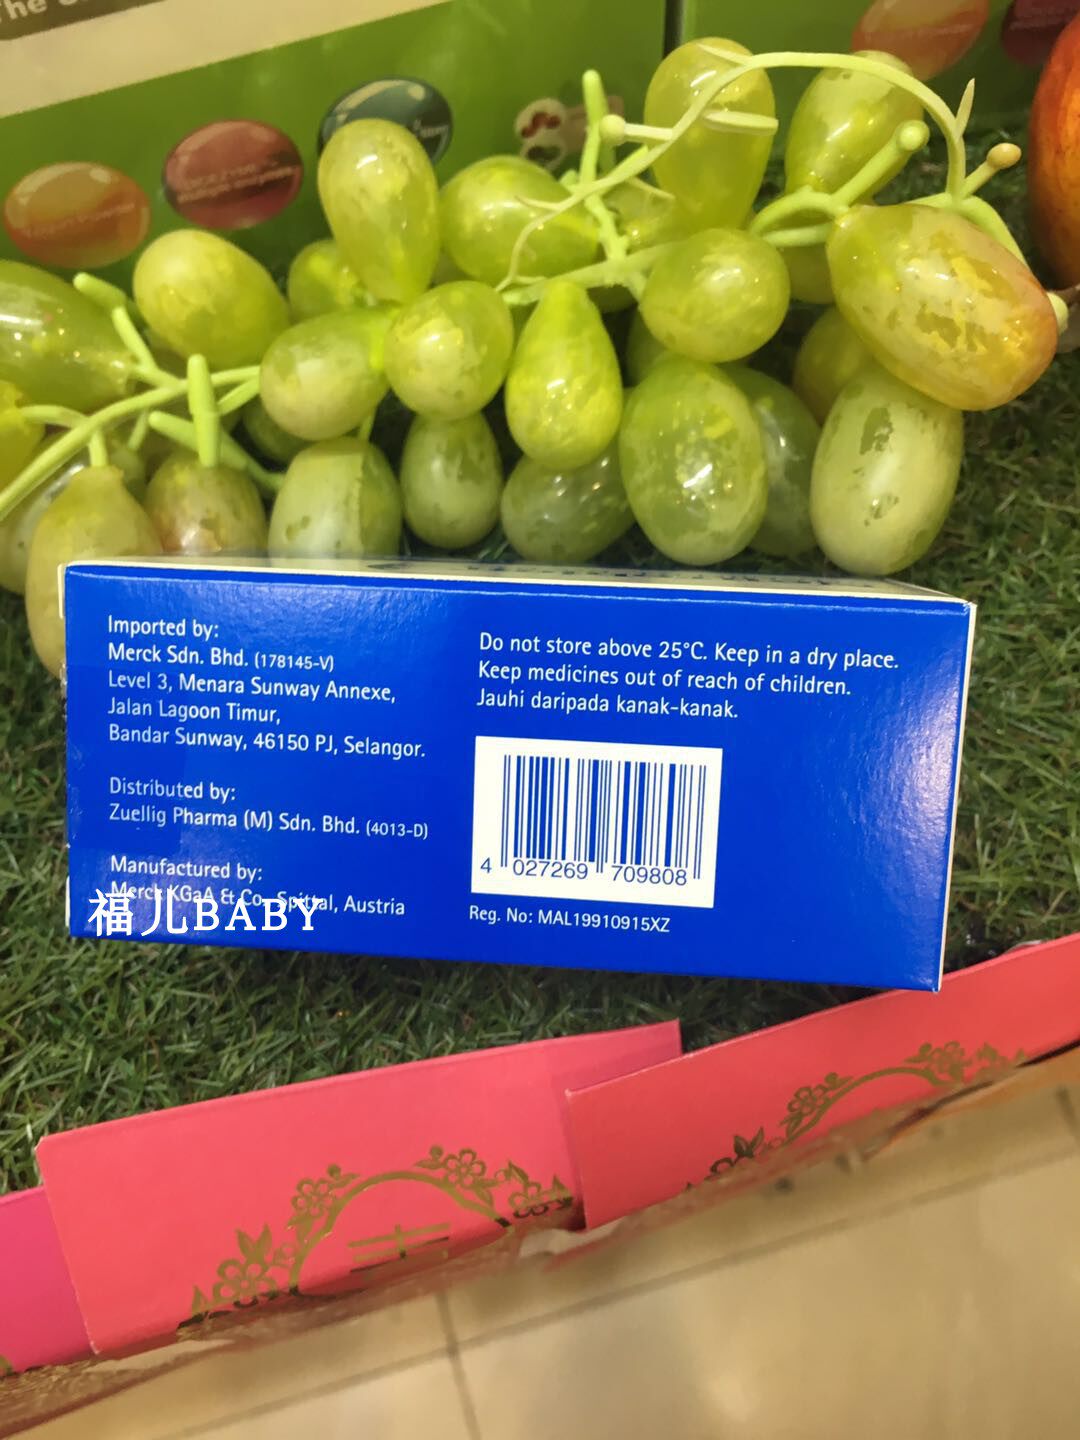 Imported by:
Merck Sdn. Bhd. (178145-V)
Level 3, Menara Sunway Annexe,
Jalan Lagoon Timur,
Bandar Sunway, 46150 PJ, Selangor.
Distributed by:
Zuellig Pharma (M) Sdn. Bhd. (4013-D)
Manufactured by:
Merck KGaA & Co. Spittal, Austria
福儿BABY
Do not store above 25°C. Keep in a dry place.
Keep medicines out of reach of children.
Jauhi daripada kanak-kanak.
4 027269 709808
Reg. No: MAL19910915XZ